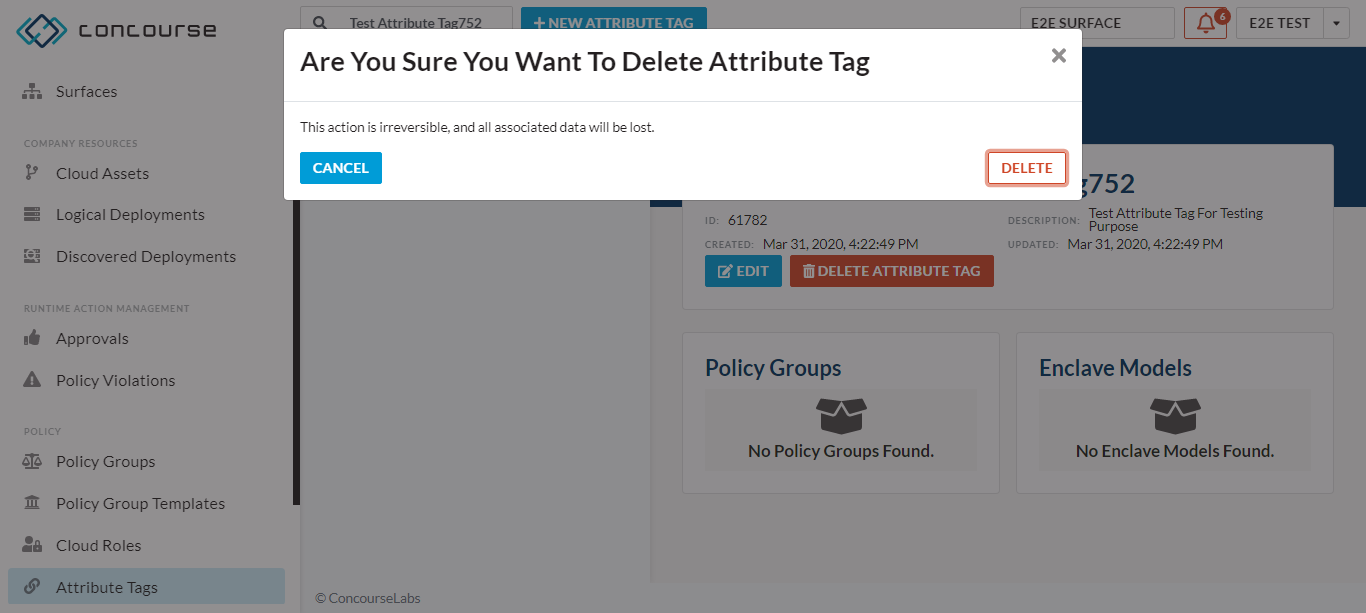 concourse
Test Attribute Tag752
NEW ATTRIBUTE TAG
E2E SURFACE
6
E2E TEST
Are You Sure You Want To Delete Attribute Tag
This action is irreversible, and all associated data will be lost.
CANCEL
DELETE
Surfaces
COMPANY RESOURCES
Cloud Assets
Logical Deployments
Discovered Deployments
RUNTIME ACTION MANAGEMENT
Approvals
Policy Violations
POLICY
Policy Groups
Policy Group Templates
Cloud Roles
Attribute Tags
g752
ID: 61782
DESCRIPTION: Test Attribute Tag For Testing
Purpose
CREATED: Mar 31, 2020, 4:22:49 PM
UPDATED: Mar 31, 2020, 4:22:49 PM
EDIT
DELETE ATTRIBUTE TAG
Policy Groups
No Policy Groups Found.
Enclave Models
No Enclave Models Found.
© ConcourseLabs